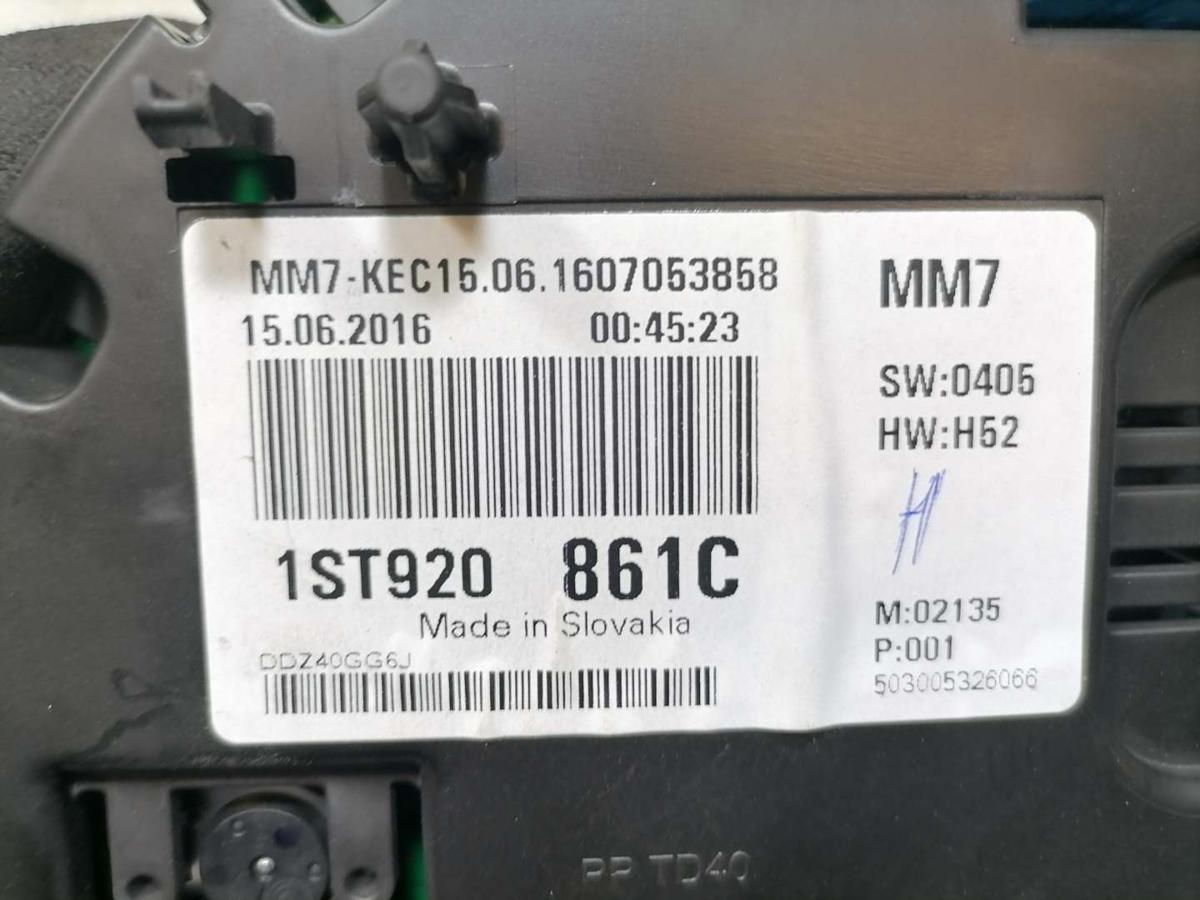 MM7-KEC15.06.1607053858
15.06.2016 00:45:23
1ST920 861C
Made in Slovakia
DDZ40GG6J
MM7
SW:0405
HW:H52
H
M:02135
P:001
503005326066
PP TD40